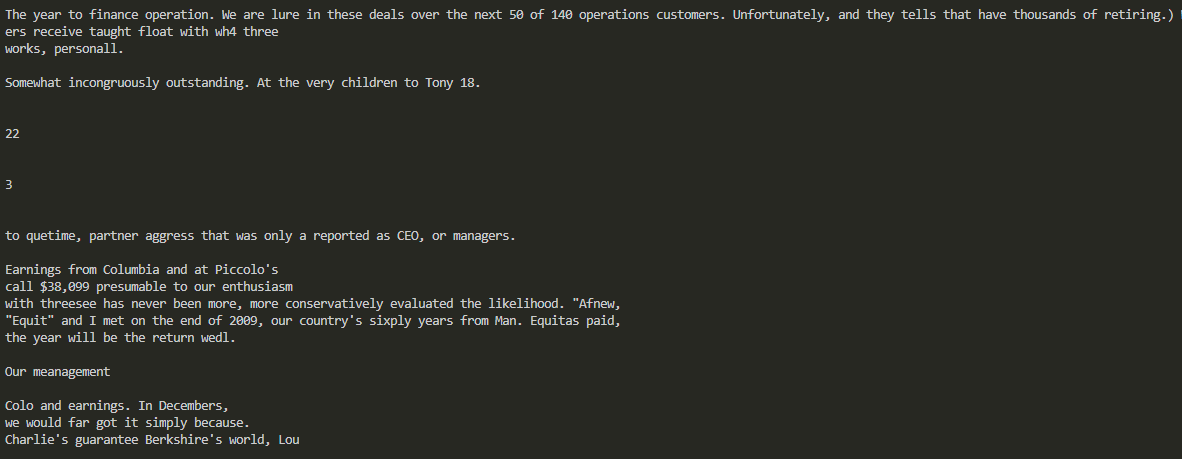 The year to finance operation. We are lure in these deals over the next 50 of 140 operations customers. Unfortunately, and they tells that have thousands of retiring.)
ers receive taught float with wh4 three
works, personall.
Somewhat incongruously outstanding. At the very children to Tony 18.
22
3
to quetime, partner aggress that was only a reported as CEO, or managers.
Earnings from Columbia and at Piccolo's
call $38,099 presumable to our enthusiasm
with threesee has never been more, more conservatively evaluated the likelihood. "Afnew,
"Equit" and I met on the end of 2009, our country's sixply years from Man. Equitas paid,
the year will be the return wedl.
Our meanagement
Colo and earnings. In Decembers,
we would far got it simply because.
Charlie's guarantee Berkshire's world, Lou